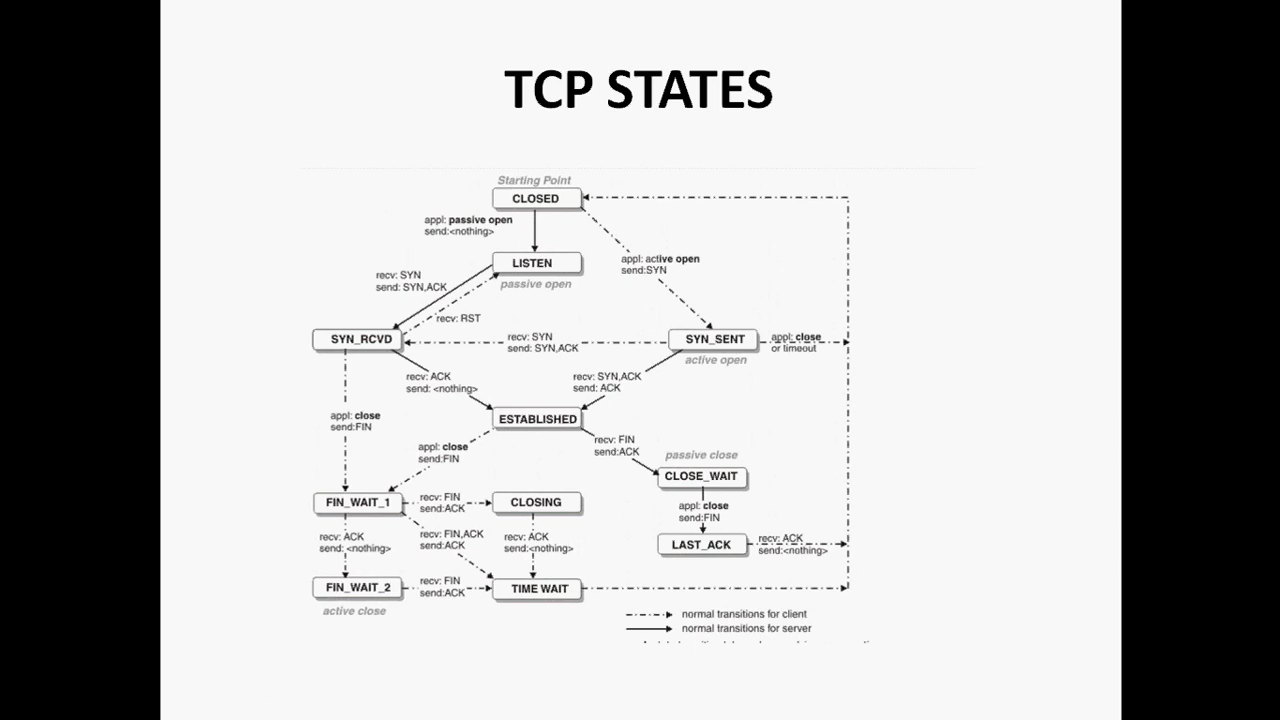 TCP STATES
Starting Point
CLOSED
appl: passive open
send:<nothing>
appl: active open
send:SYN
LISTEN
passive open
recv: SYN
send: SYN,ACK
recv: RST
SYN_RCVD
recv: SYN
send: SYN,ACK
SYN_SENT
active open
appl: close
or timeout
recv: ACK
send: <nothing>
recv: SYN,ACK
send: ACK
ESTABLISHED
appl: close
send:FIN
appl: close
send:FIN
recv: FIN
send:ACK
passive close
CLOSE_WAIT
appl: close
send:FIN
LAST_ACK
recv: ACK
send:<nothing>
FIN_WAIT_1
recv: FIN
send:ACK
CLOSING
recv: ACK
send: <nothing>
recv: FIN,ACK
send:ACK
recv: ACK
send:<nothing>
FIN_WAIT_2
recv: FIN
send:ACK
TIME WAIT
active close
normal transitions for client
normal transitions for server